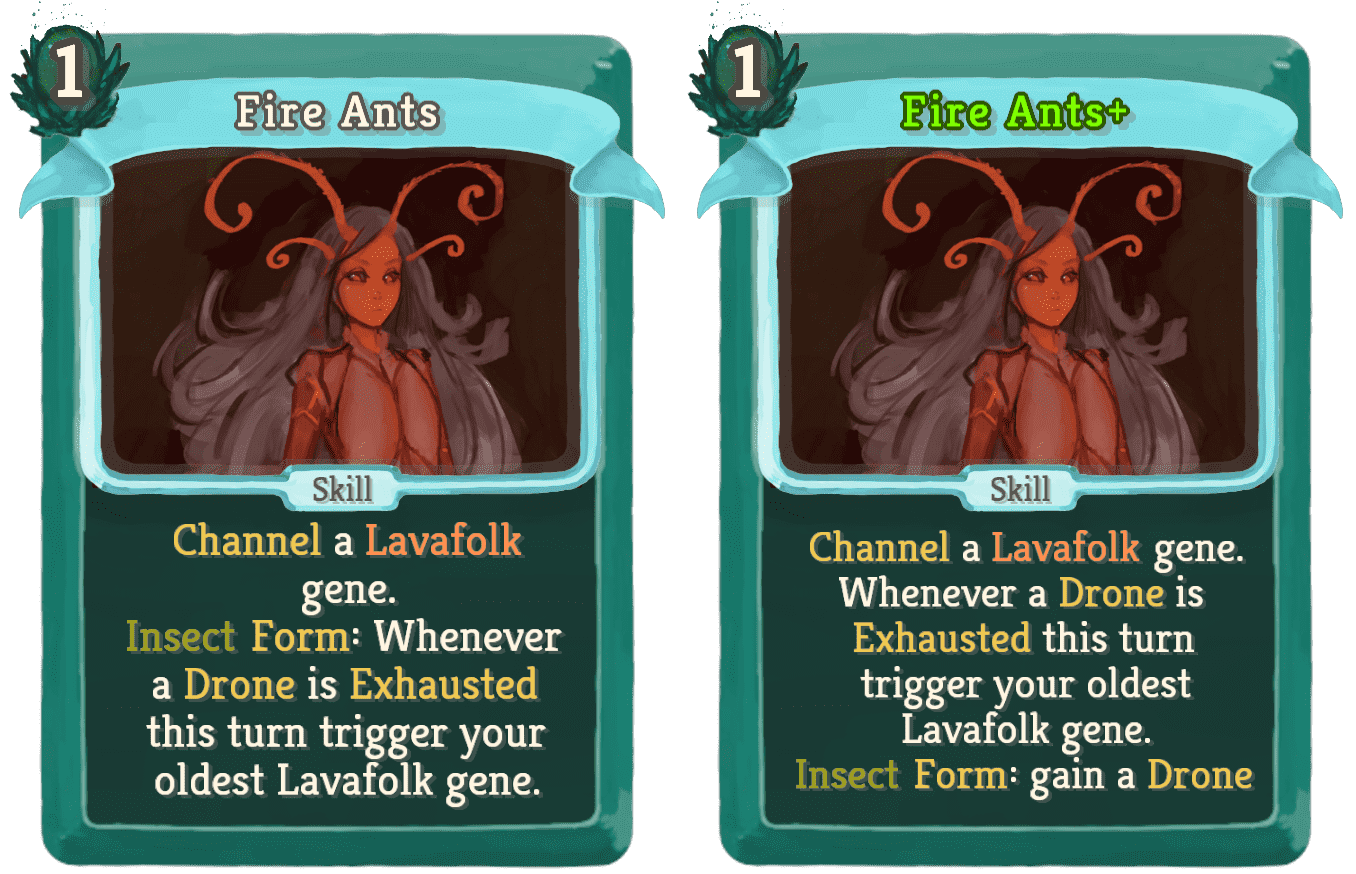 1
Fire Ants
Skill
Channel a Lavafolk
gene.
Insect Form: Whenever
a Drone is Exhausted
this turn trigger your
oldest Lavafolk gene.
1
Fire Ants+
Skill
Channel a Lavafolk gene.
Whenever a Drone is
Exhausted this turn
trigger your oldest
Lavafolk gene.
Insect Form: gain a Drone